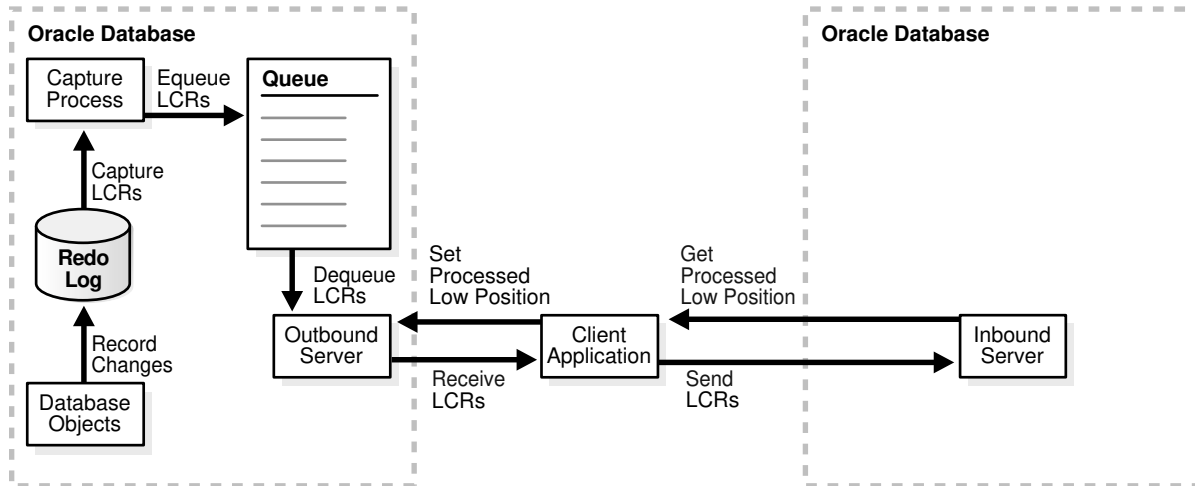 Oracle Database
Capture
Process
Equeue
LCRs
Queue
Capture
LCRs
Redo
Log
Record
Changes
Database
Objects
Dequeue
LCRs
Outbound
Server
Set
Processed
Low Position
Receive
LCRs
Client
Application
Get
Processed
Low Position
Send
LCRs
Oracle Database
Inbound
Server